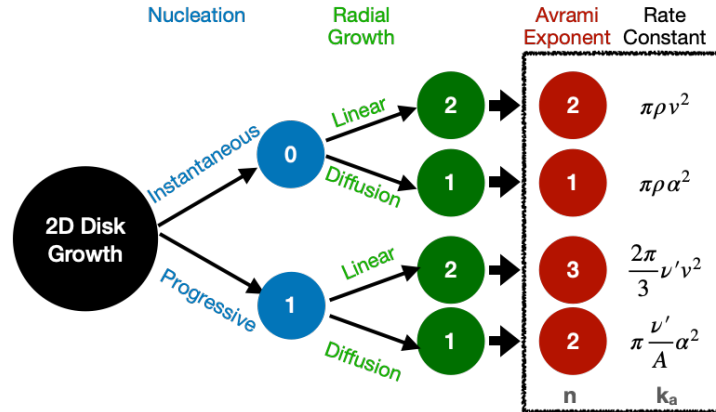 Nucleation
Radial
Growth
Avrami
Exponent
Rate
Constant
2D Disk
Growth
Instantaneous
Progressive
0
1
Linear
Diffusion
Linear
Diffusion
2
1
2
1
2
1
3
2
πρν²
πρα²
2π/3 ν′ν²
π ν′/A α²
n
kₐ